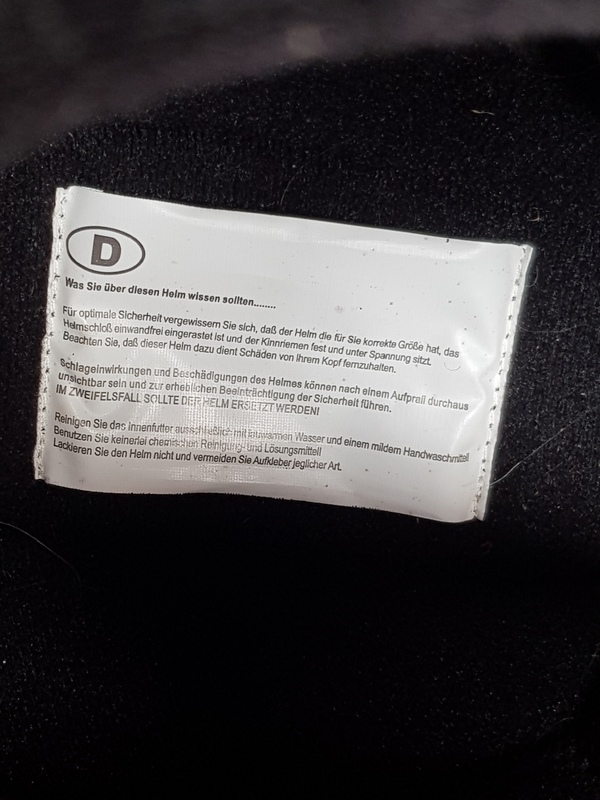 D
Was Sie über diesen Helm wissen sollten........
Für optimale Sicherheit vergewissern Sie sich, daß der Helm die für Sie korrekte Größe hat, das
Helmschloß einwandfrei eingerastet ist und der Kinnriemen fest und unter Spannung sitzt.
Beachten Sie, daß dieser Helm dazu dient Schäden von Ihrem Kopf fernzuhalten.
Schlageinwirkungen und Beschädigungen des Helmes können nach einem Aufprall durchaus
unsichtbar sein und zur erheblichen Beeinträchtigung der Sicherheit führen.
IM ZWEIFELSFALL SOLLTE DER HELM ERSETZT WERDEN!
Reinigen Sie das Innenfutter ausschließlich mit lauwarmen Wasser und einem mildem Handwaschmittel
Benutzen Sie keinerlei chemischen Reinigung-und Lösungsmittel!
Lackieren Sie den Helm nicht und vermeiden Sie Aufkleber jeglicher Art.